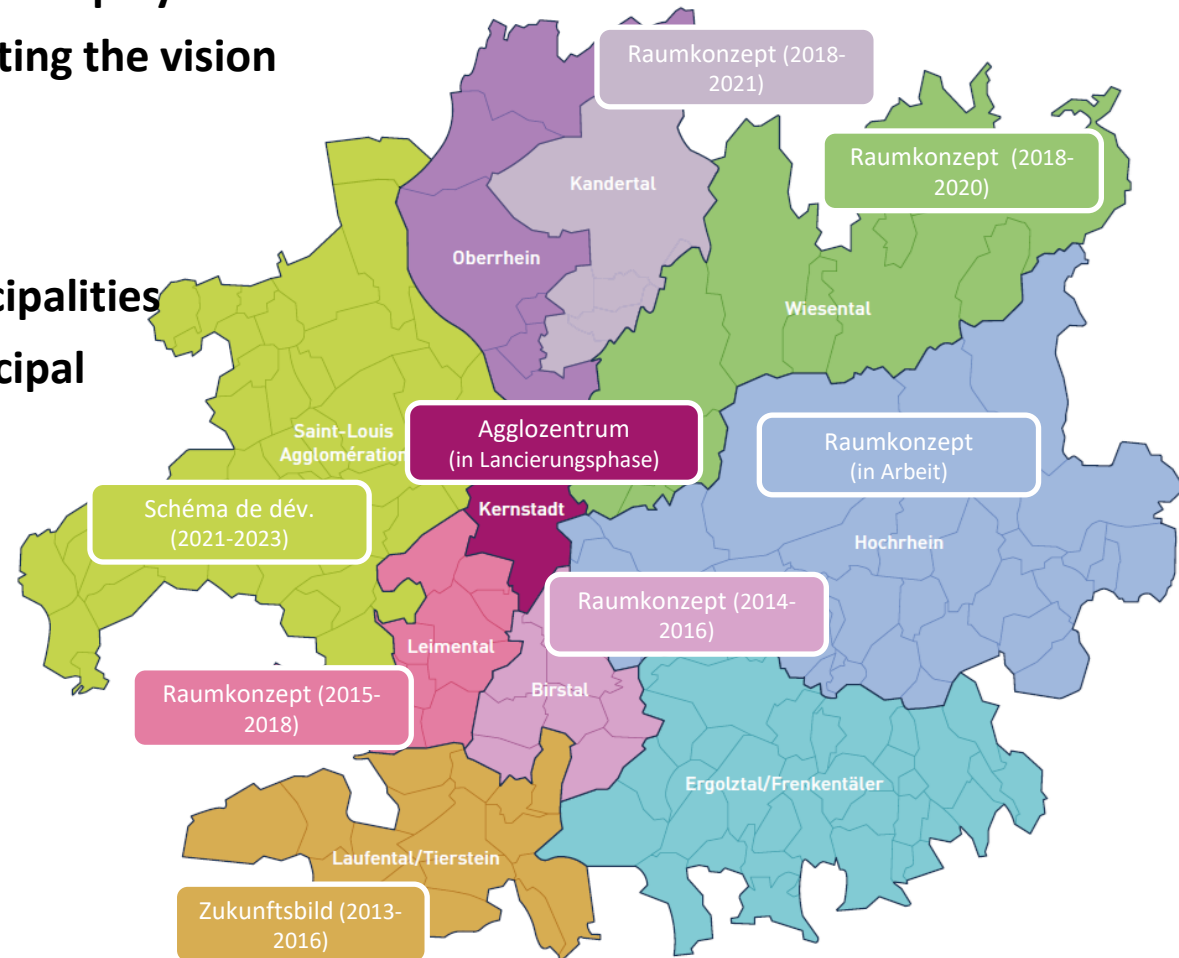 ting the vision
Raumkonzept (2018-
2021)
Raumkonzept (2018-
2020)
Kandertal
Oberrhein
cipalities
Wiesental
cipal
Saint-Louis
Agglomération
Agglozentrum
(in Lancierungsphase)
Raumkonzept
(in Arbeit)
Kernstadt
Schéma de dév.
(2021-2023)
Hochrhein
Raumkonzept (2014-
2016)
Leimental
Birstal
Raumkonzept (2015-
2018)
Ergolztal/Frenkentäler
Laufental/Tierstein
Zukunftsbild (2013-
2016)